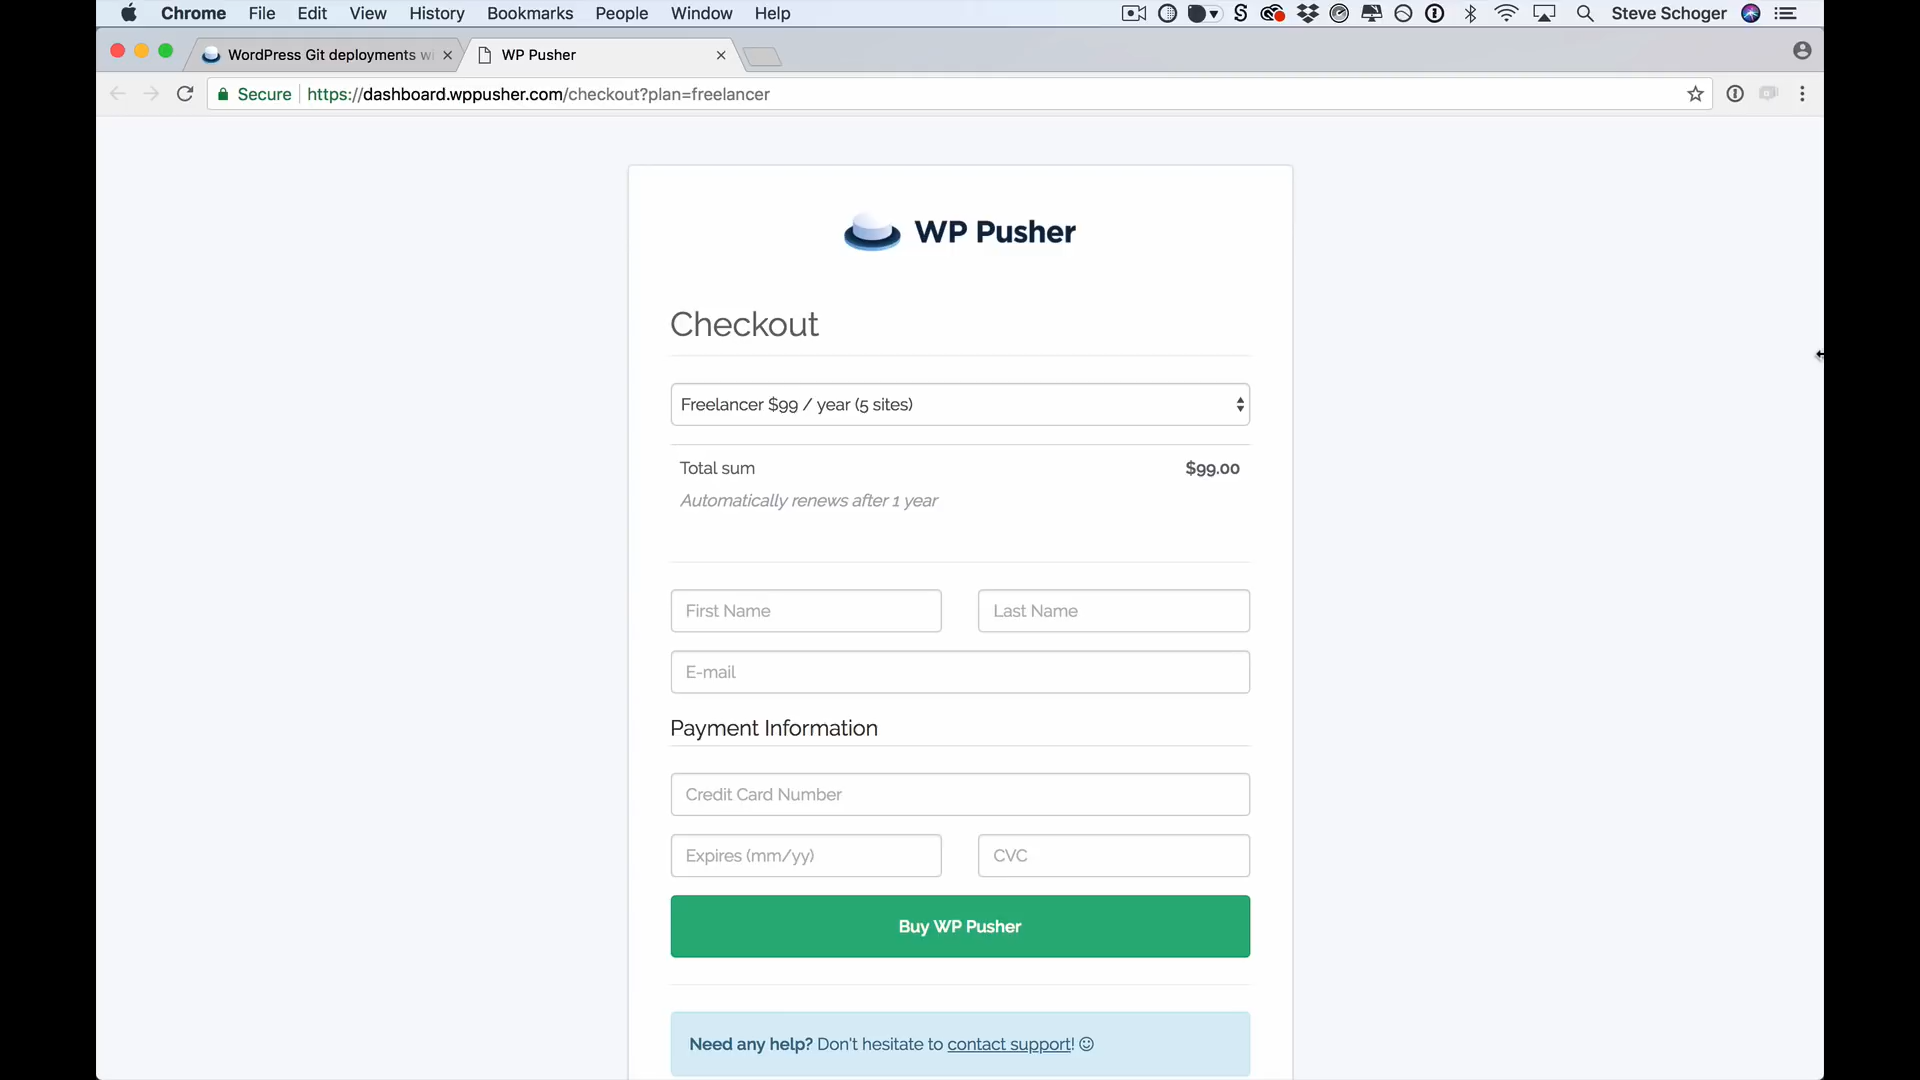 Chrome File Edit View History Bookmarks People Window Help Steve Schoger
WordPress Git deployments w
WP Pusher
Secure https://dashboard.wppusher.com/checkout?plan=freelancer
WP Pusher
Checkout
Freelancer $99 / year (5 sites)
Total sum $99.00
Automatically renews after 1 year
First Name Last Name
E-mail
Payment Information
Credit Card Number
Expires (mm/yy) CVC
Buy WP Pusher
Need any help? Don't hesitate to contact support! ☺